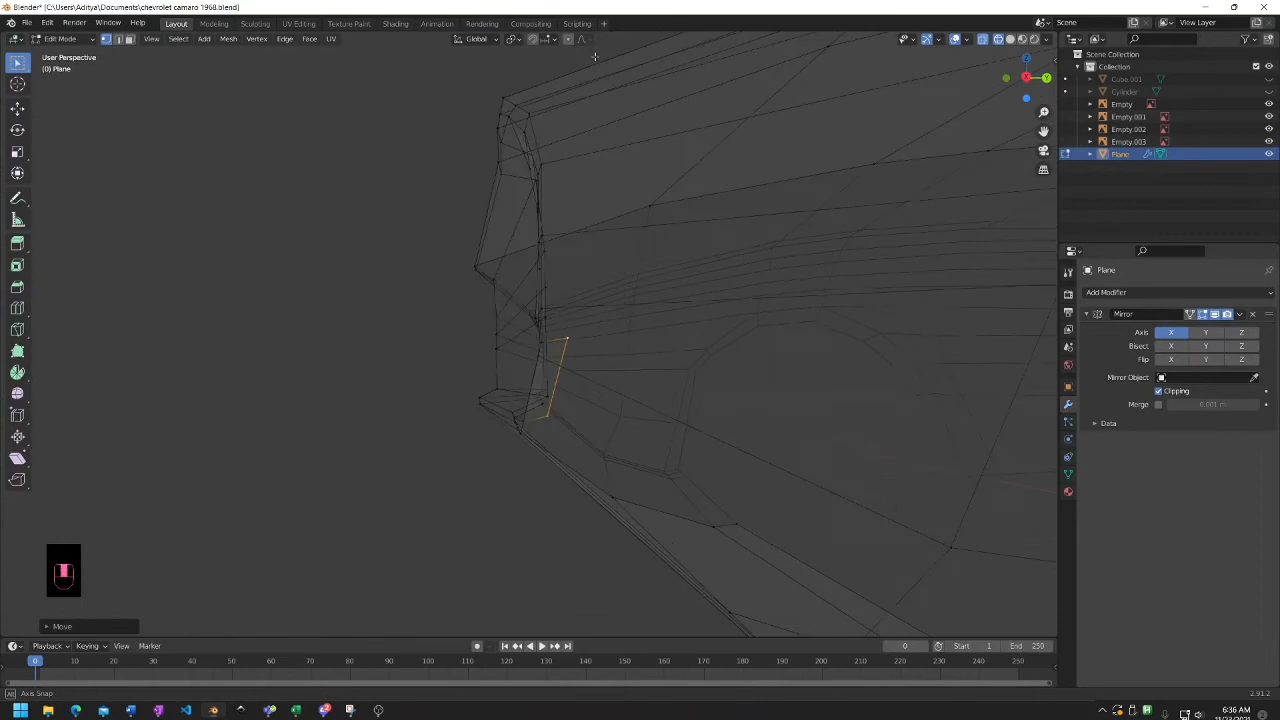 Blender* [C:\Users\Aditya\Documents\chevrolet camaro 1968.blend]
File Edit Render Window Help Layout Modeling Sculpting UV Editing Texture Paint Shading Animation Rendering Compositing Scripting + Scene View Layer
Edit Mode View Select Add Mesh Vertex Edge Face UV Global
User Perspective
(0) Plane
Scene Collection
Collection
Cube.001
Cylinder
Empty
Empty.001
Empty.002
Empty.003
Plane
Plane
Add Modifier
Mirror
Axis X Y Z
Bisect X Y Z
Flip X Y Z
Mirror Object
Clipping
Merge 0.001 m
Data
Move
Playback Keying View Marker 0 Start 1 End 250
0 10 20 30 40 50 60 70 80 90 100 110 120 130 140 150 160 170 180 190 200 210 220 230 240 250
Axis Snap 2.91.2
6:36 AM